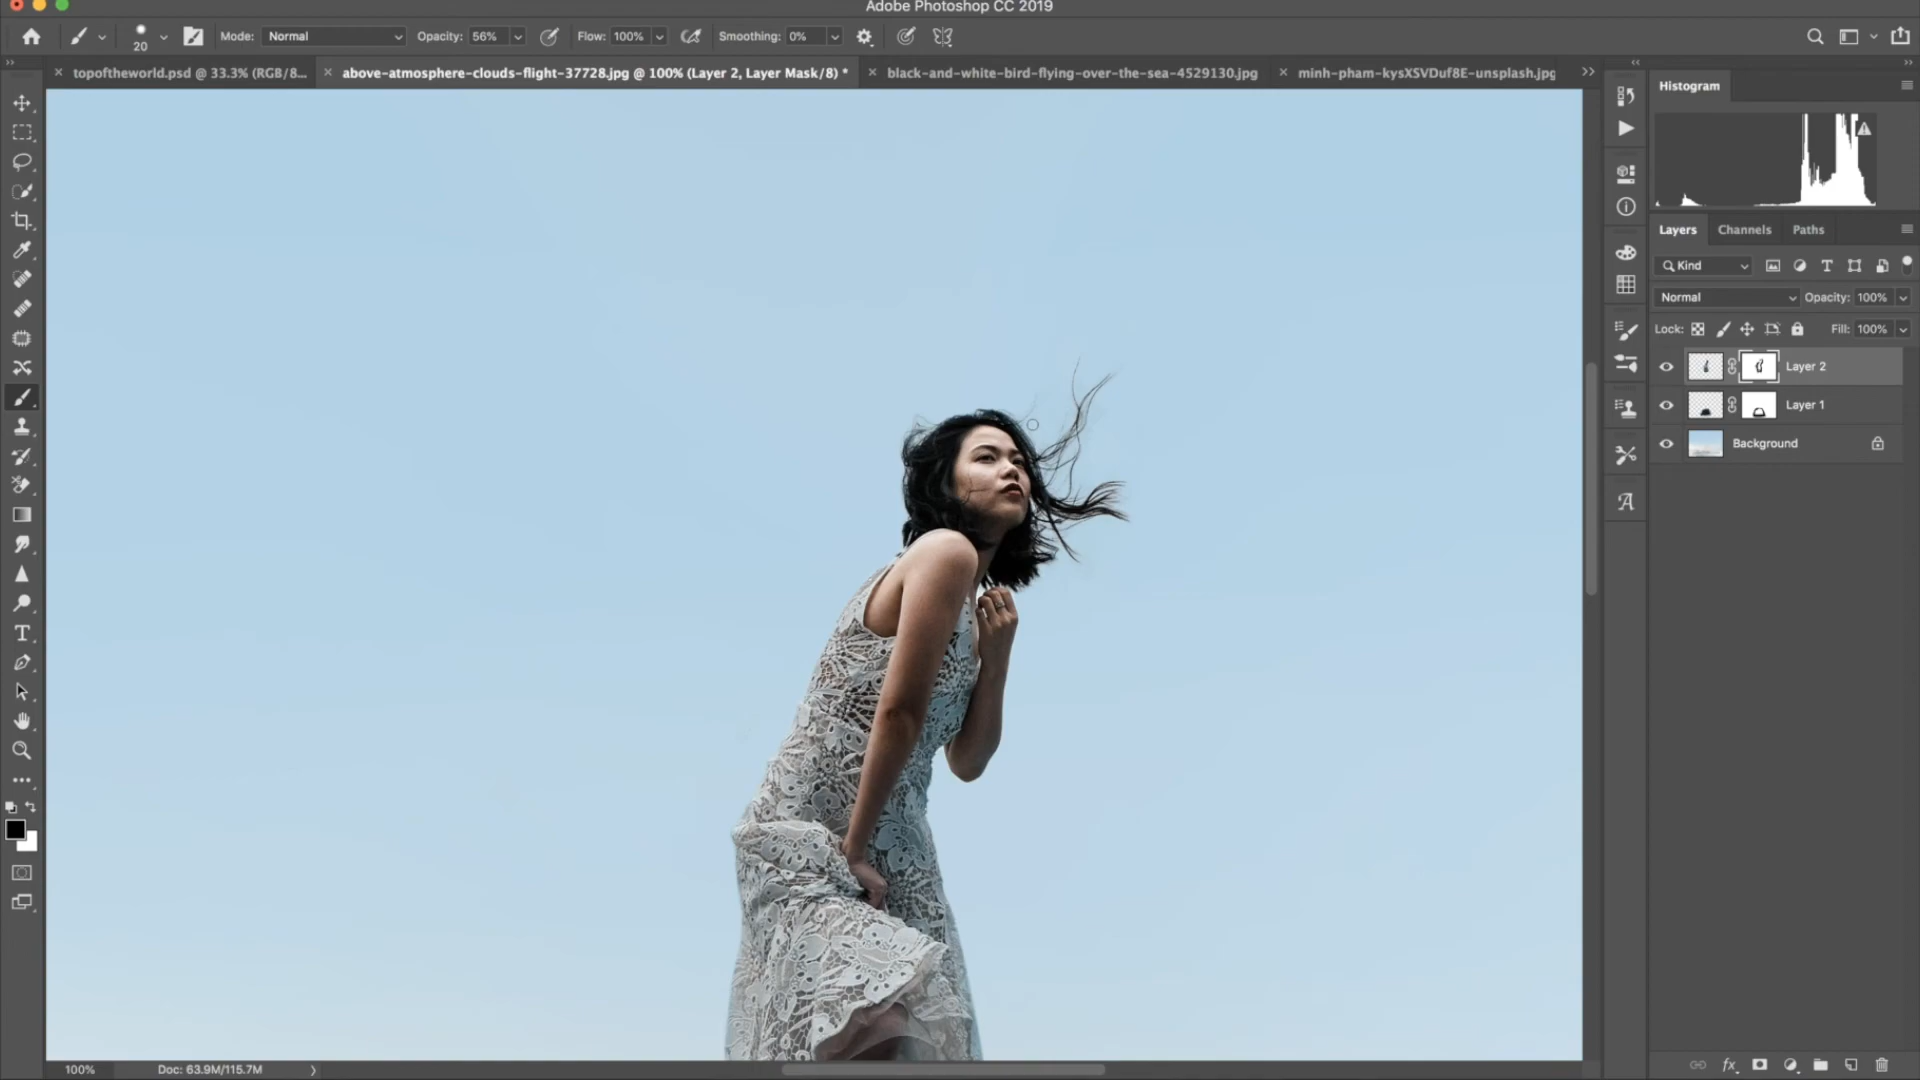 Adobe Photoshop CC 2019
20 Mode: Normal Opacity: 56% Flow: 100% Smoothing: 0%
topoftheworld.psd @ 33.3% (RGB/8... above-atmosphere-clouds-flight-37728.jpg @ 100% (Layer 2, Layer Mask/8) * black-and-white-bird-flying-over-the-sea-4529130.jpg minh-pham-kysXSVDuf8E-unsplash.jpg
Histogram
Layers Channels Paths
Kind
Normal Opacity: 100%
Lock: Fill: 100%
Layer 2
Layer 1
Background
100% Doc: 63.9M/115.7M